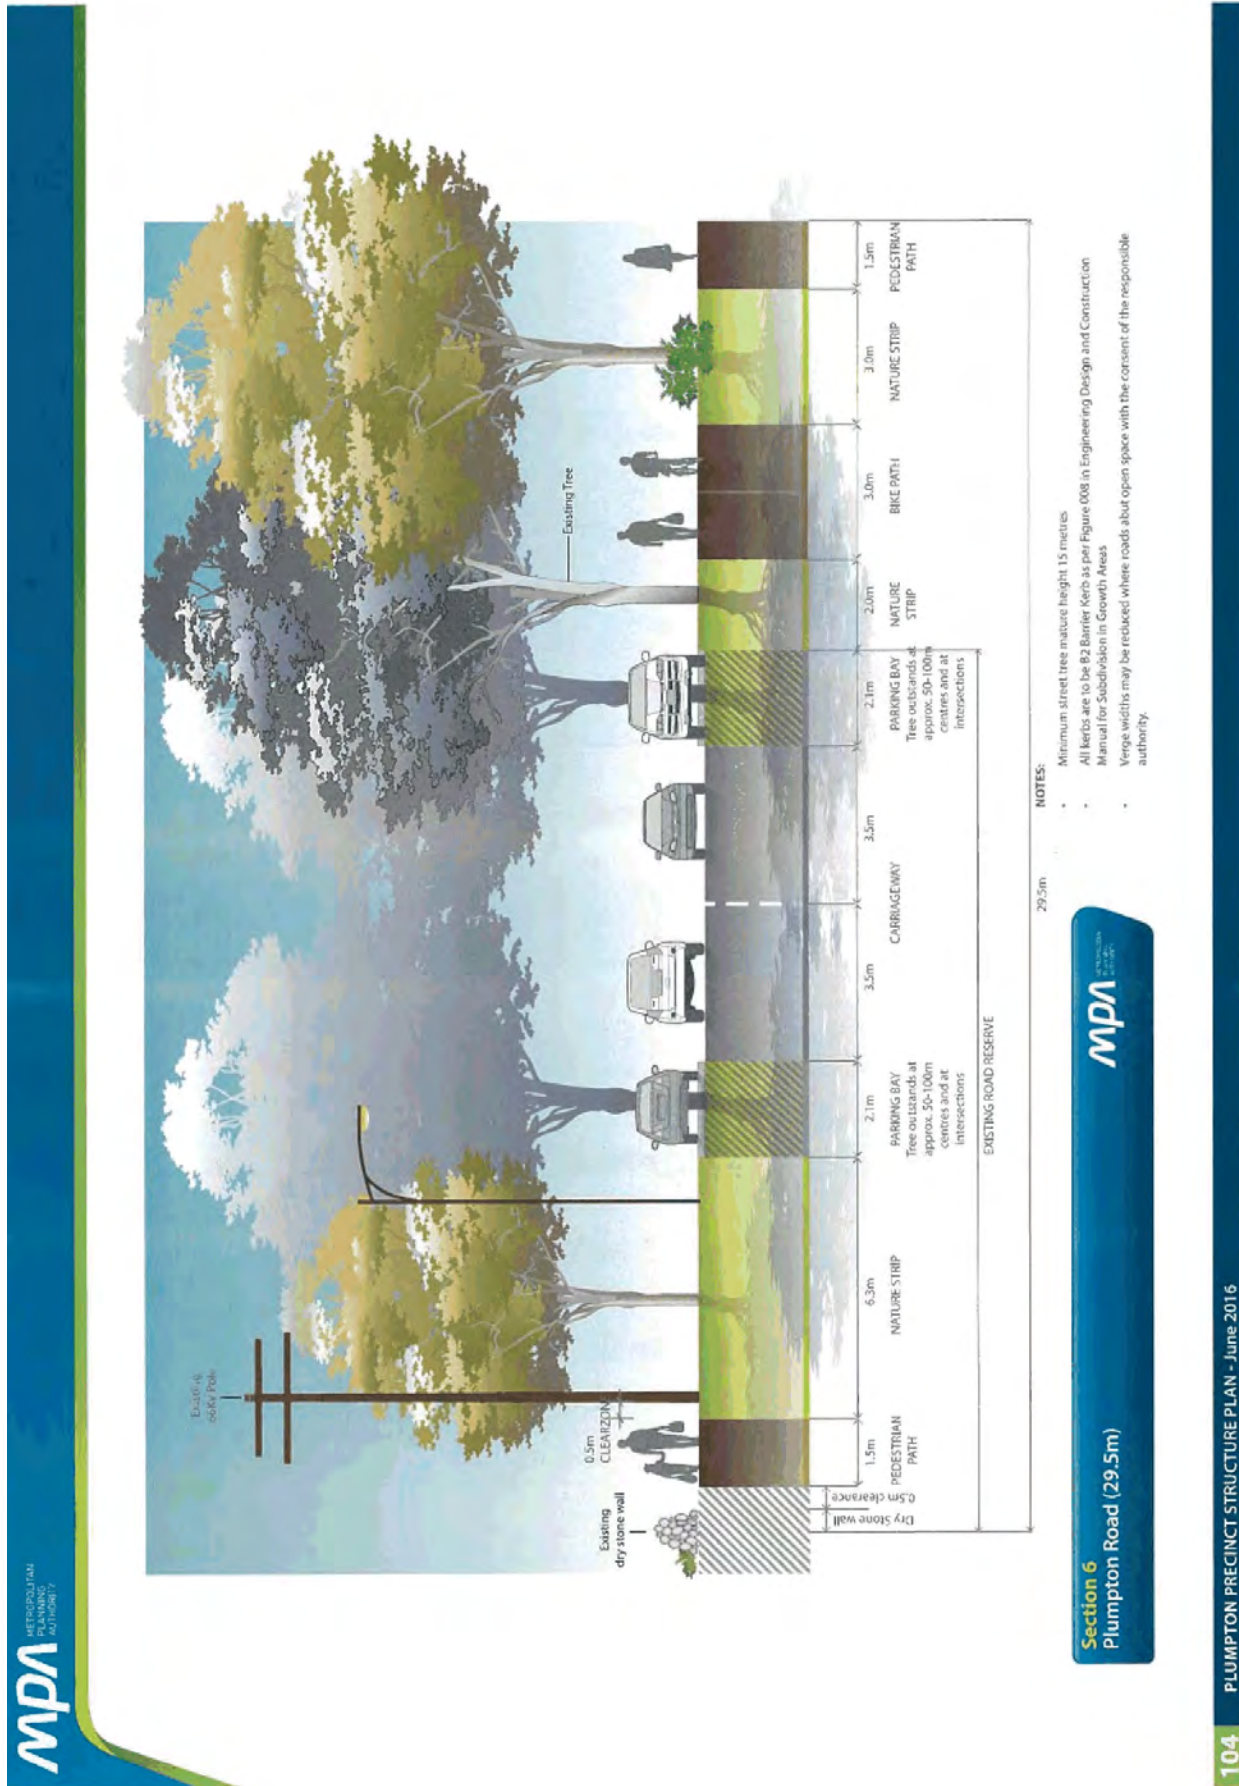 mpa
METROPOLITAN
PLANNING
AUTHORITY
Existing
66Kv Pole
Existing
dry stone wall
0.5m
CLEARZONE
Existing Tree
Dry Stone wall
0.5m clearance
1.5m
6.3m
2.1m
3.5m
3.5m
2.1m
2.0m
3.0m
3.0m
1.5m
PEDESTRIAN
PATH
NATURE STRIP
PARKING BAY
Tree outstands at
approx. 50-100m
centres and at
intersections
CARRIAGEWAY
PARKING BAY
Tree outstands at
approx. 50-100m
centres and at
intersections
NATURE
STRIP
BIKE PATH
NATURE STRIP
PEDESTRIAN
PATH
EXISTING ROAD RESERVE
29.5m
Section 6
Plumpton Road (29.5m)
mpa
METROPOLITAN
PLANNING
AUTHORITY
NOTES:
• Minimum street tree mature height 15 metres
• All kerbs are to be B2 Barrier Kerb as per Figure 008 in Engineering Design and Construction
Manual for Subdivision in Growth Areas
• Verge widths may be reduced where roads abut open space with the consent of the responsible
authority.
104 PLUMPTON PRECINCT STRUCTURE PLAN - June 2016